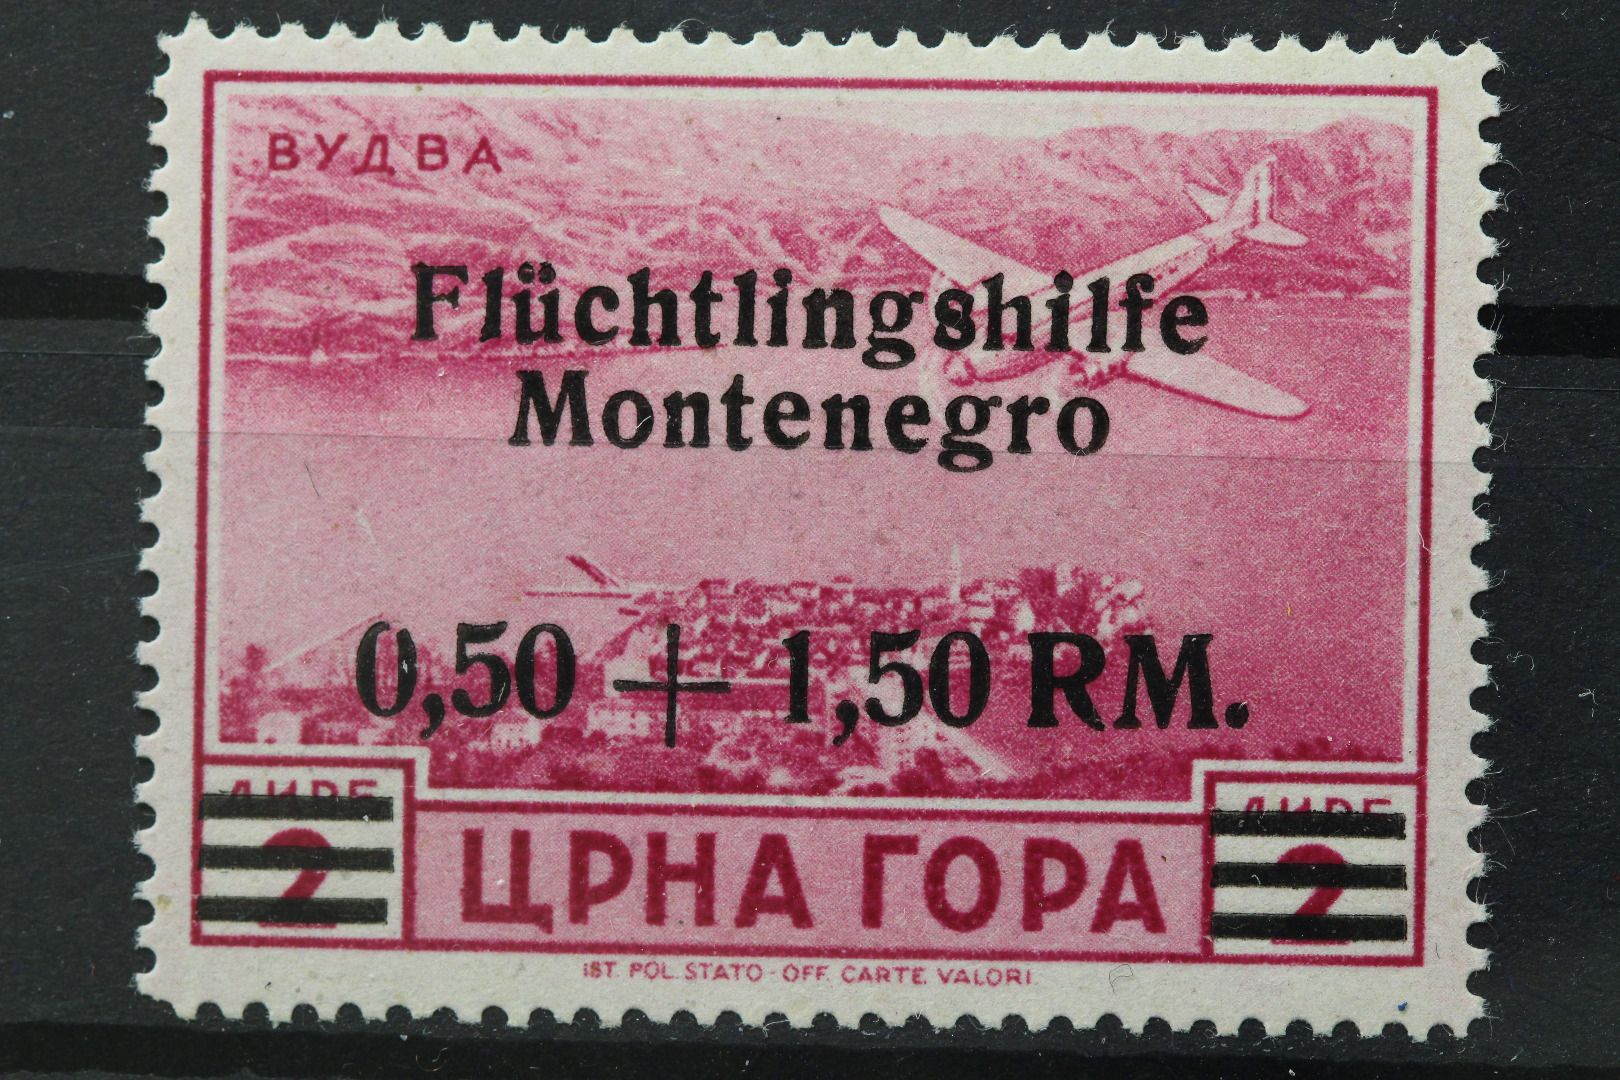 ВУДВА
Flüchtlingshilfe
Montenegro
0,50 + 1,50 RM.
ЛИРЕ ЛИРЕ
2 ЦРНА ГОРА 2
IST. POL. STATO - OFF. CARTE VALORI